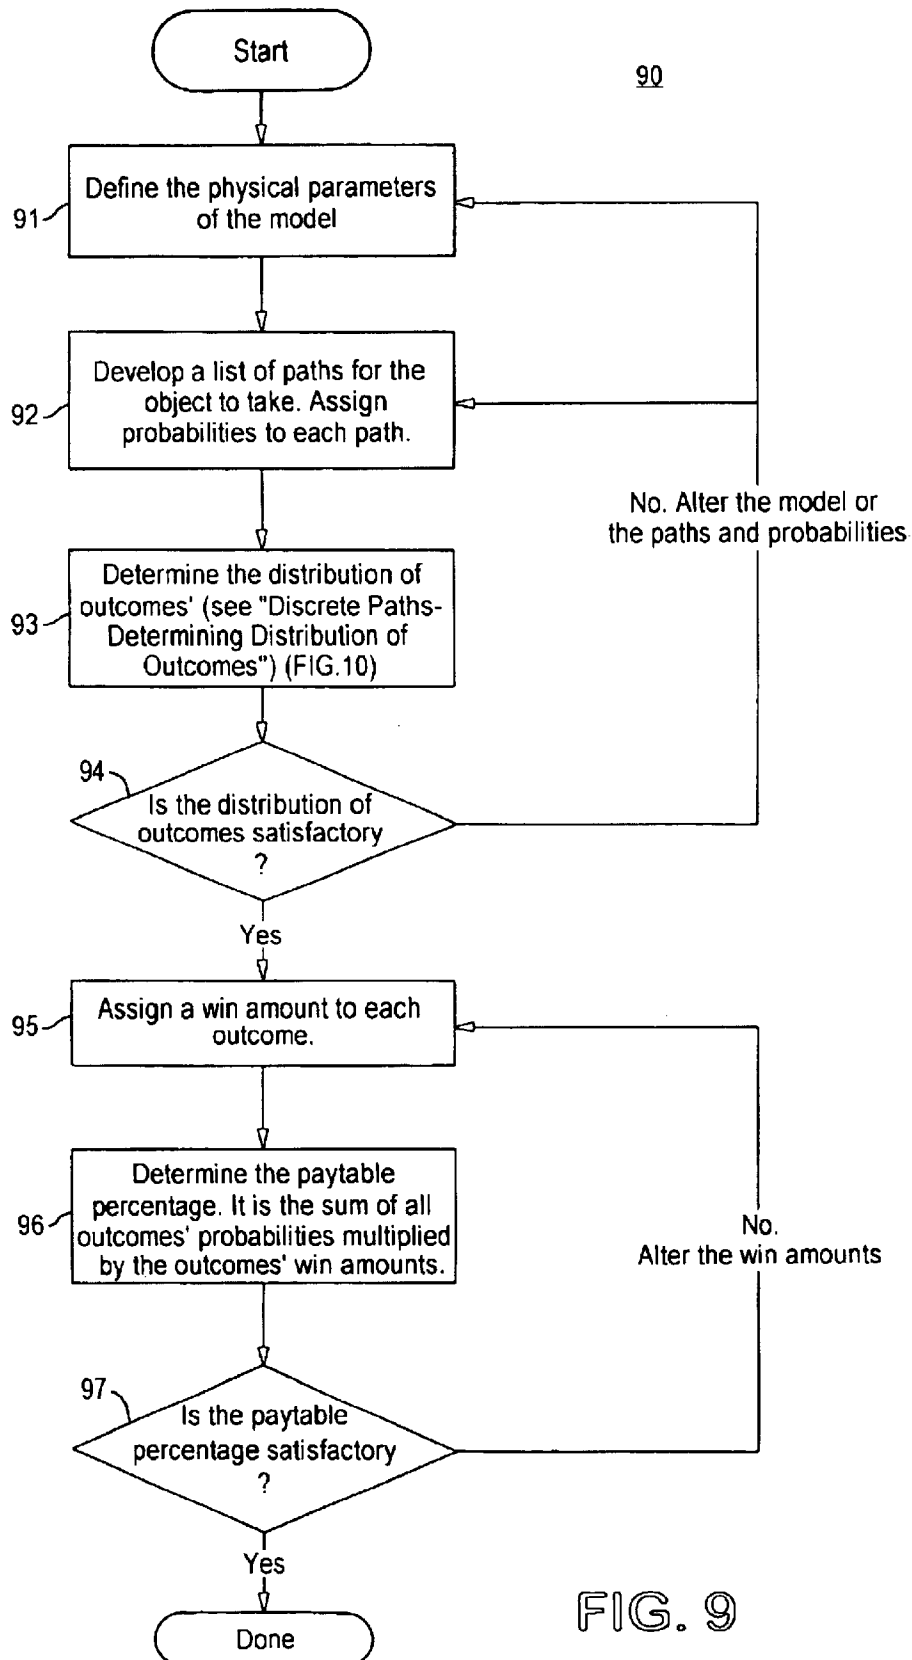 Start
90
91
Define the physical parameters
of the model
92
Develop a list of paths for the
object to take. Assign
probabilities to each path.
No. Alter the model or
the paths and probabilities
93
Determine the distribution of
outcomes' (see "Discrete Paths-
Determining Distribution of
Outcomes") (FIG.10)
94
Is the distribution of
outcomes satisfactory
?
Yes
95
Assign a win amount to each
outcome.
96
Determine the paytable
percentage. It is the sum of all
outcomes' probabilities multiplied
by the outcomes' win amounts.
No.
Alter the win amounts
97
Is the paytable
percentage satisfactory
?
Yes
Done
FIG. 9